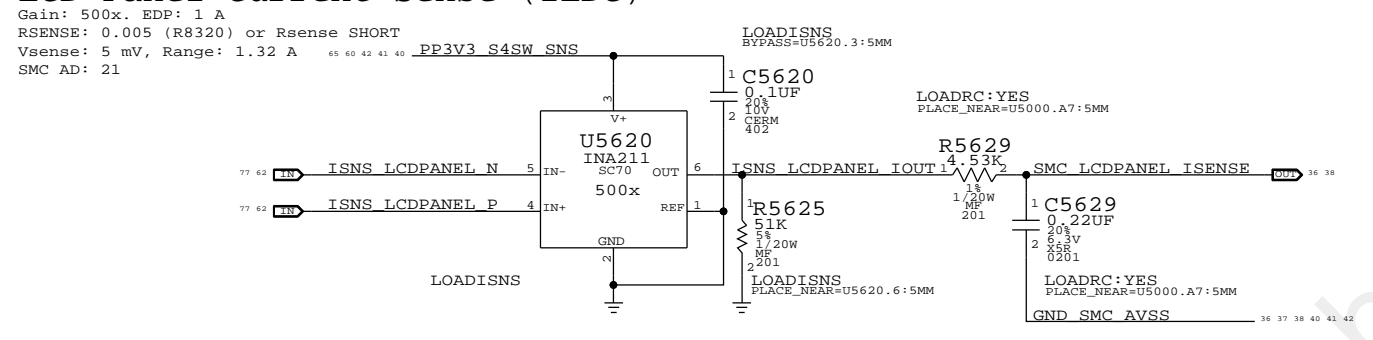 Gain: 500x. EDP: 1 A
RSENSE: 0.005 (R8320) or Rsense SHORT
Vsense: 5 mV, Range: 1.32 A
SMC AD: 21
65 60 42 41 40 PP3V3_S4SW_SNS
LOADISNS
BYPASS=U5620.3:5MM
1 C5620
0.1UF
20%
10V
2 CERM
402
3
V+
U5620
INA211
SC70
500x
77 62 IN ISNS_LCDPANEL_N 5 IN-
OUT 6 ISNS_LCDPANEL_IOUT
77 62 IN ISNS_LCDPANEL_P 4 IN+
REF 1
GND
2
LOADISNS
1 R5625
51K
5%
1/20W
MF
2 201
LOADISNS
PLACE_NEAR=U5620.6:5MM
LOADRC:YES
PLACE_NEAR=U5000.A7:5MM
R5629
1 4.53K 2
1%
1/20W
MF
201
SMC_LCDPANEL_ISENSE OUT 36 38
1 C5629
0.22UF
20%
6.3V
2 X5R
0201
LOADRC:YES
PLACE_NEAR=U5000.A7:5MM
GND_SMC_AVSS 36 37 38 40 41 42